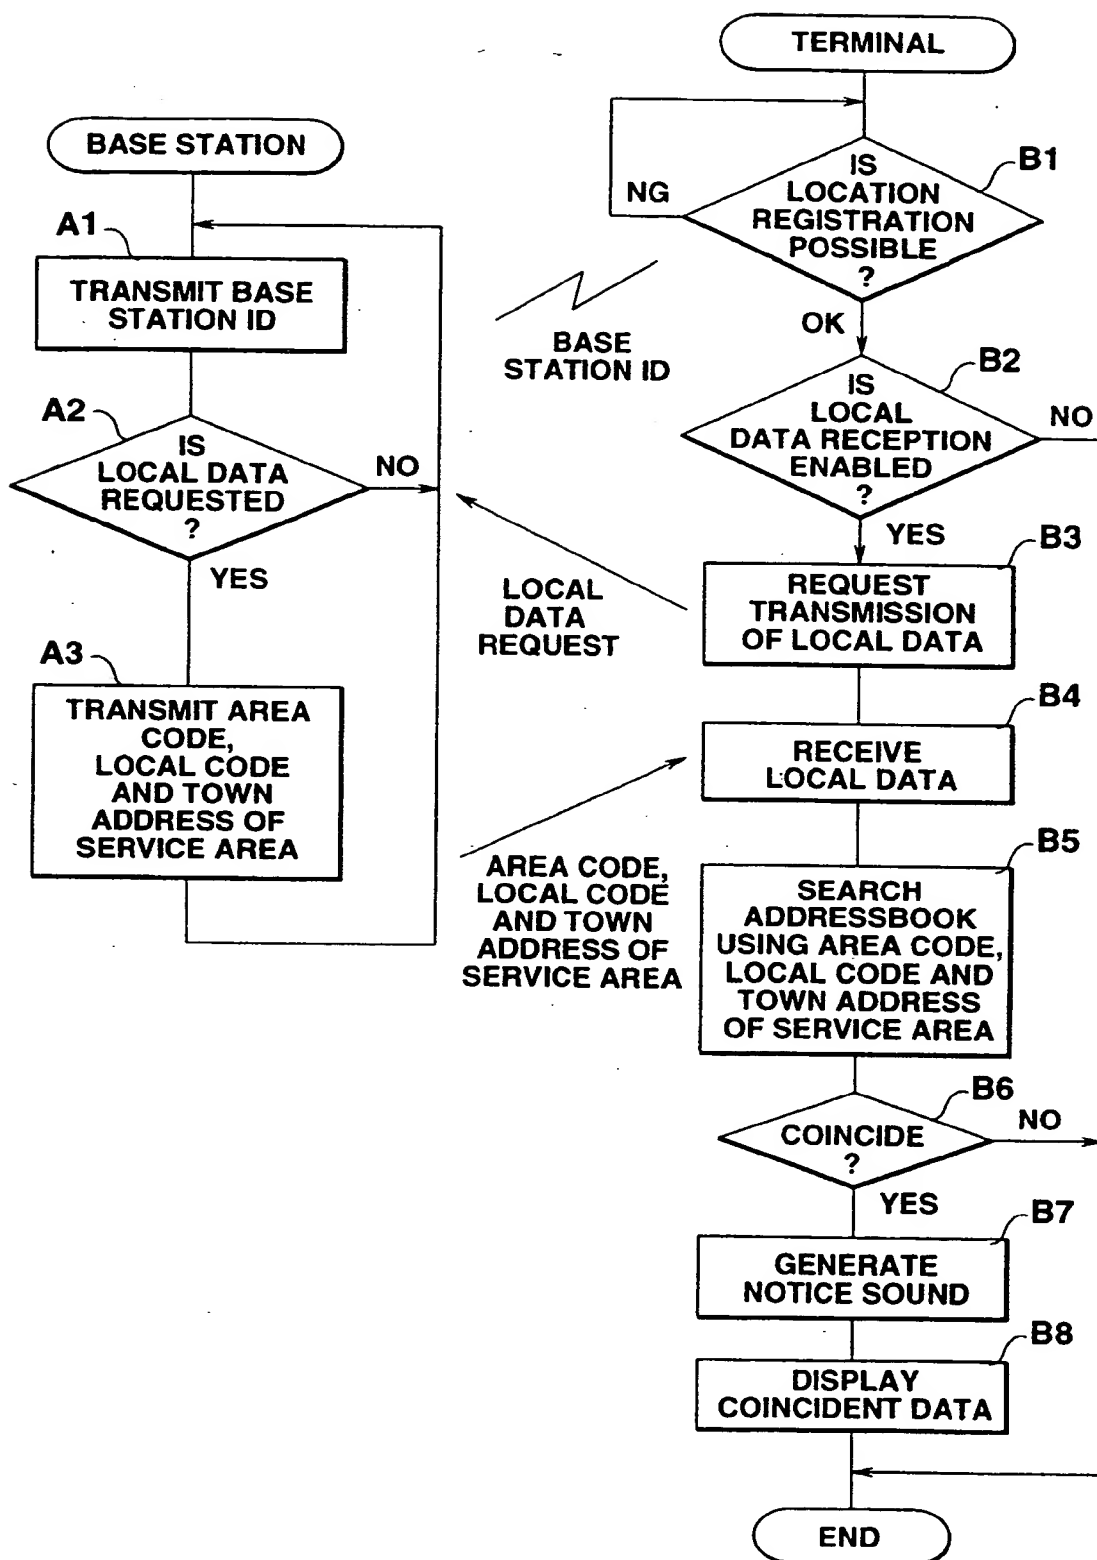 BASE STATION
A1
TRANSMIT BASE
STATION ID
A2
IS
LOCAL DATA
REQUESTED
?
NO
YES
A3
TRANSMIT AREA
CODE,
LOCAL CODE
AND TOWN
ADDRESS OF
SERVICE AREA
BASE
STATION ID
LOCAL
DATA
REQUEST
AREA CODE,
LOCAL CODE
AND TOWN
ADDRESS OF
SERVICE AREA
TERMINAL
B1
IS
LOCATION
REGISTRATION
POSSIBLE
?
NG
OK
B2
IS
LOCAL
DATA RECEPTION
ENABLED
?
NO
YES
B3
REQUEST
TRANSMISSION
OF LOCAL DATA
B4
RECEIVE
LOCAL DATA
B5
SEARCH
ADDRESSBOOK
USING AREA CODE,
LOCAL CODE AND
TOWN ADDRESS
OF SERVICE AREA
B6
COINCIDE
?
NO
YES
B7
GENERATE
NOTICE SOUND
B8
DISPLAY
COINCIDENT DATA
END